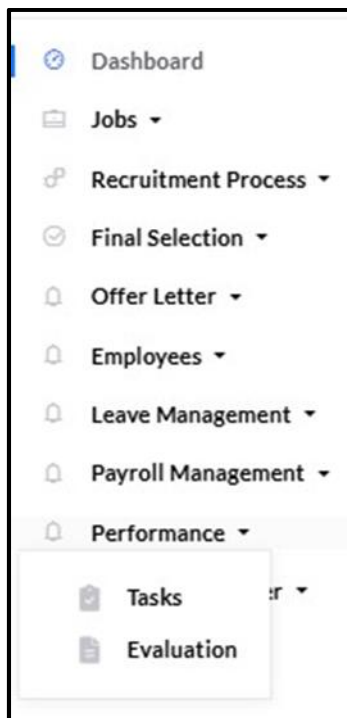 Dashboard
Jobs
Recruitment Process
Final Selection
Offer Letter
Employees
Leave Management
Payroll Management
Performance
Tasks
Evaluation